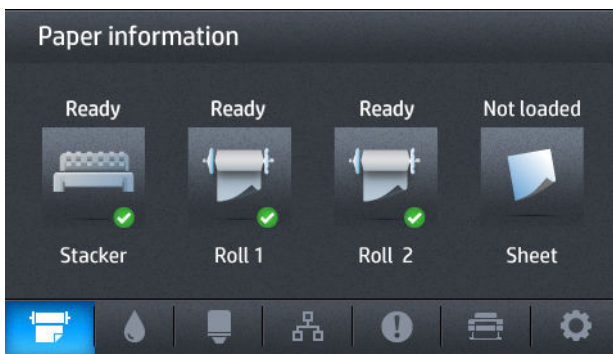 Paper information
Ready Ready Ready Not loaded
Stacker Roll 1 Roll 2 Sheet